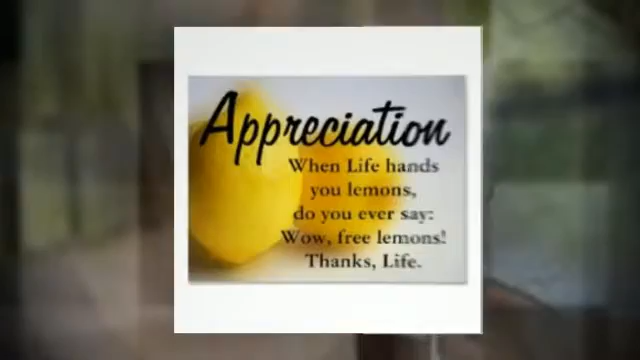 Appreciation
When Life hands
you lemons,
do you ever say:
Wow, free lemons!
Thanks, Life.